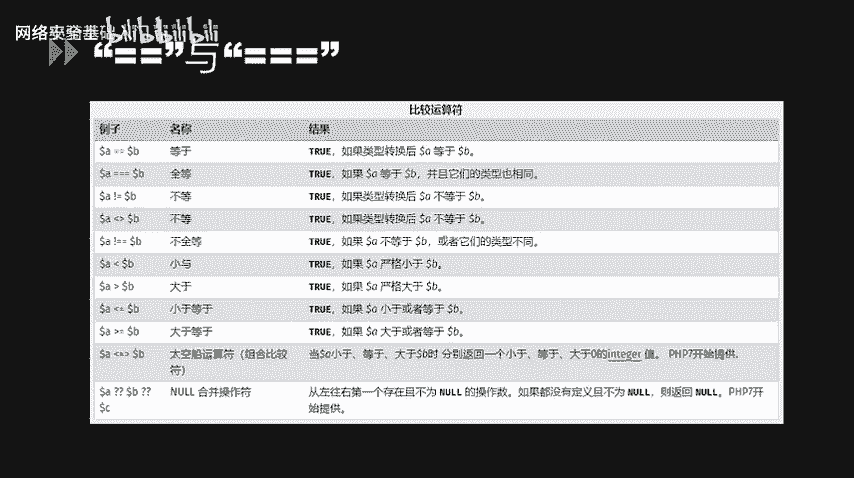 网络安全基础入门
bilibili
“==”与“===”
比较运算符
例子 名称 结果
$a == $b 等于 TRUE，如果类型转换后 $a 等于 $b。
$a === $b 全等 TRUE，如果 $a 等于 $b，并且它们的类型也相同。
$a != $b 不等 TRUE，如果类型转换后 $a 不等于 $b。
$a <> $b 不等 TRUE，如果类型转换后 $a 不等于 $b。
$a !== $b 不全等 TRUE，如果 $a 不等于 $b，或者它们的类型不同。
$a < $b 小与 TRUE，如果 $a 严格小于 $b。
$a > $b 大于 TRUE，如果 $a 严格大于 $b。
$a <= $b 小于等于 TRUE，如果 $a 小于或者等于 $b。
$a >= $b 大于等于 TRUE，如果 $a 大于或者等于 $b。
$a <=> $b 太空船运算符（组合比较 当$a小于、等于、大于$b时 分别返回一个小于、等于、大于0的integer 值。 PHP7开始提供.
符）
$a ?? $b ?? NULL 合并操作符 从左往右第一个存在且不为 NULL 的操作数。如果都没有定义且不为 NULL，则返回 NULL。PHP7开
$c 始提供。